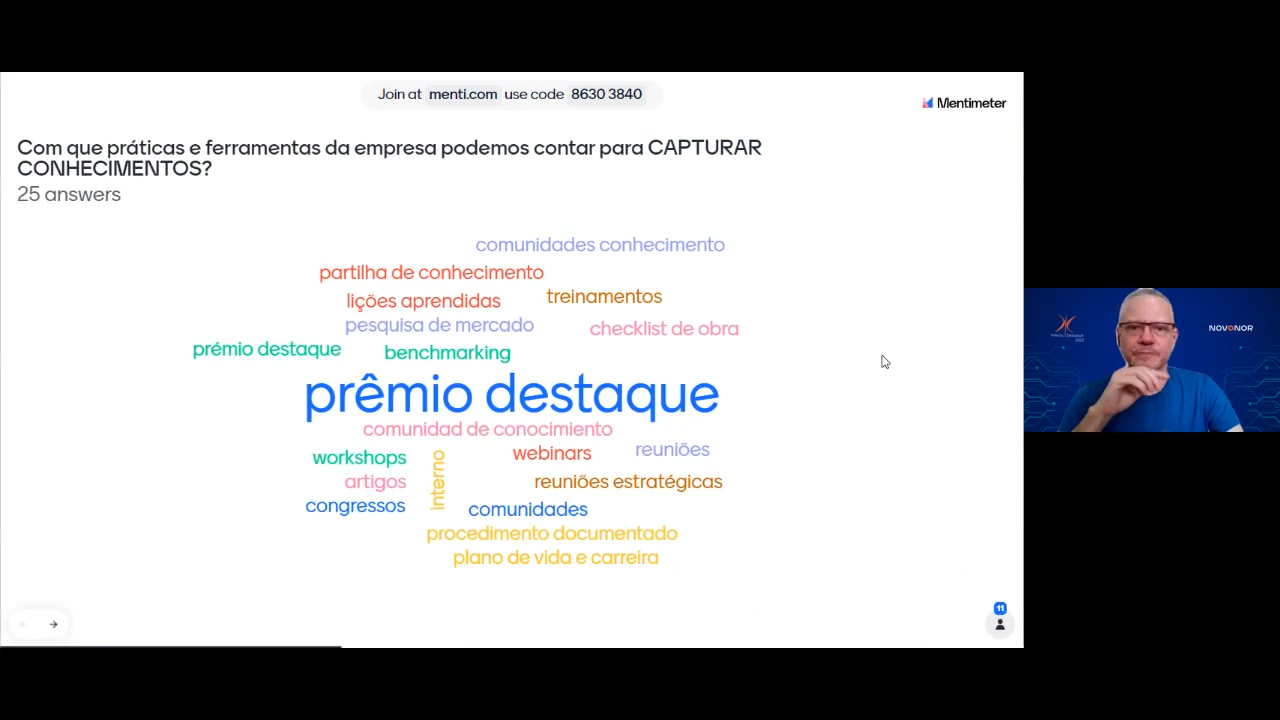 Join at menti.com use code 8630 3840
Mentimeter
Com que práticas e ferramentas da empresa podemos contar para CAPTURAR
CONHECIMENTOS?
25 answers
comunidades conhecimento
partilha de conhecimento
treinamentos
lições aprendidas
pesquisa de mercado
checklist de obra
prémio destaque
benchmarking
prêmio destaque
comunidad de conocimiento
workshops
interno
webinars
reuniões
artigos
reuniões estratégicas
congressos
comunidades
procedimento documentado
plano de vida e carreira
11
NOVONOR